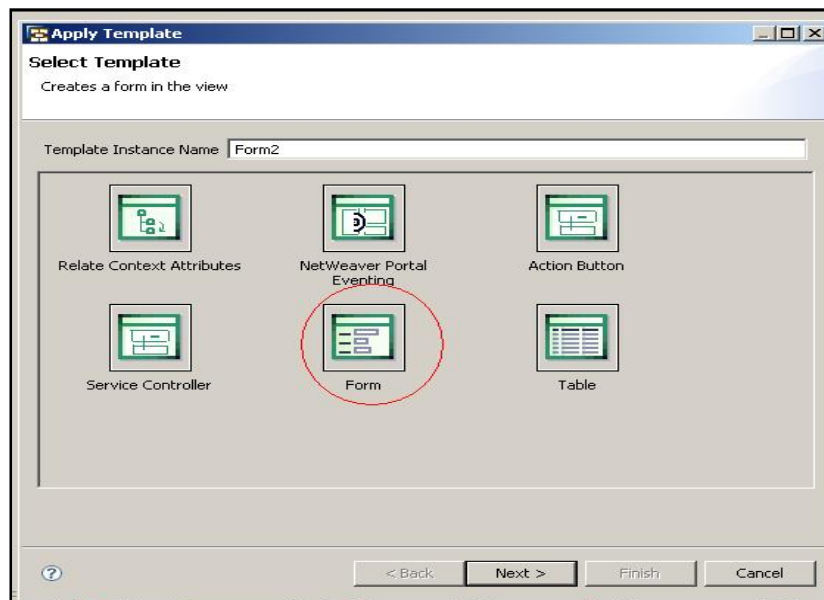 Apply Template
Select Template
Creates a form in the view
Template Instance Name Form2
Relate Context Attributes
NetWeaver Portal
Eventing
Action Button
Service Controller
Form
Table
?
< Back
Next >
Finish
Cancel